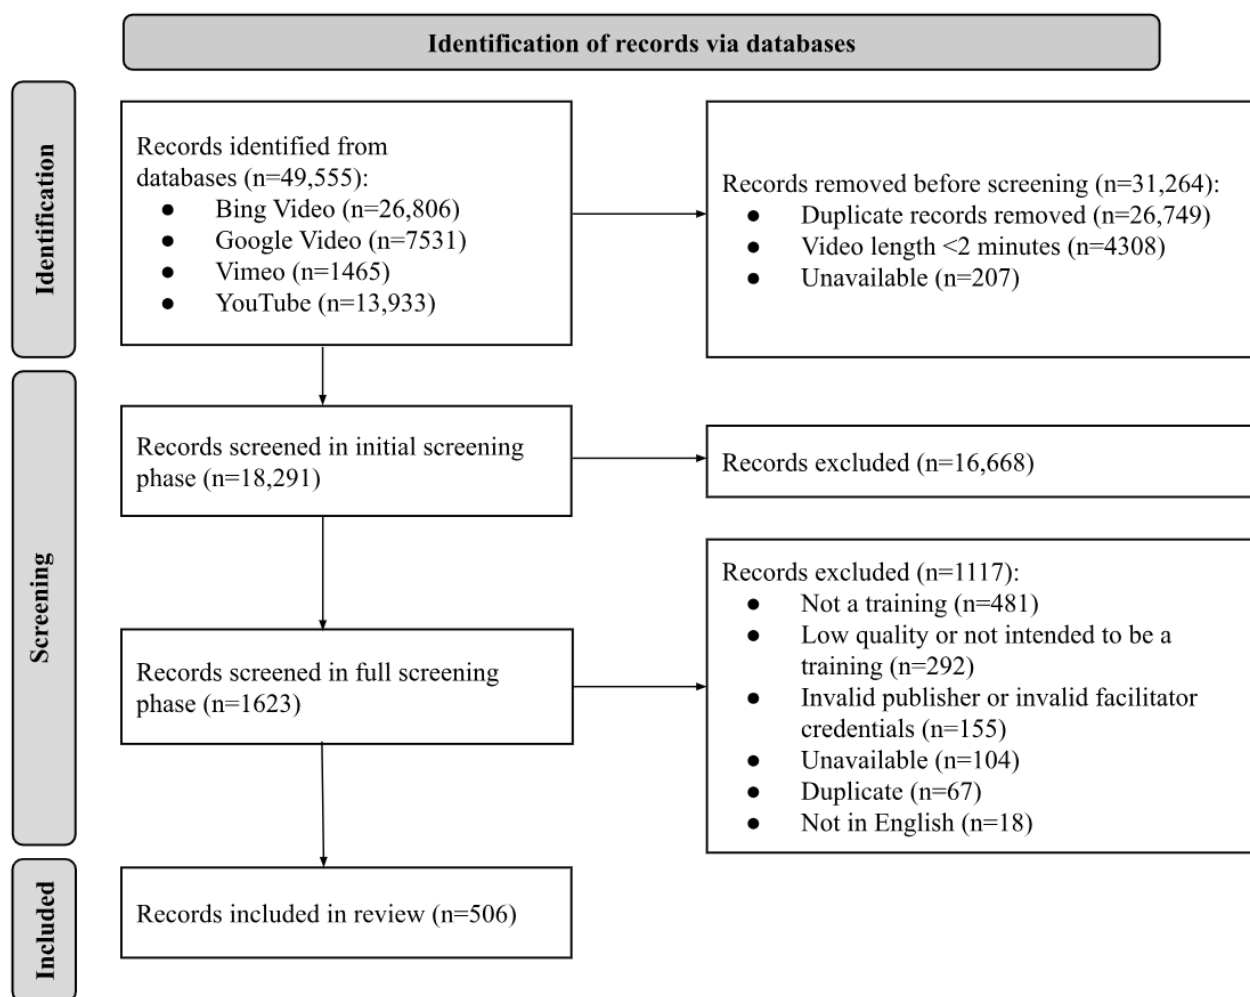 Identification of records via databases
Identification
Records identified from
databases (n=49,555):
● Bing Video (n=26,806)
● Google Video (n=7531)
● Vimeo (n=1465)
● YouTube (n=13,933)
Records removed before screening (n=31,264):
● Duplicate records removed (n=26,749)
● Video length <2 minutes (n=4308)
● Unavailable (n=207)
Screening
Records screened in initial screening
phase (n=18,291)
Records excluded (n=16,668)
Records screened in full screening
phase (n=1623)
Records excluded (n=1117):
● Not a training (n=481)
● Low quality or not intended to be a
training (n=292)
● Invalid publisher or invalid facilitator
credentials (n=155)
● Unavailable (n=104)
● Duplicate (n=67)
● Not in English (n=18)
Included
Records included in review (n=506)